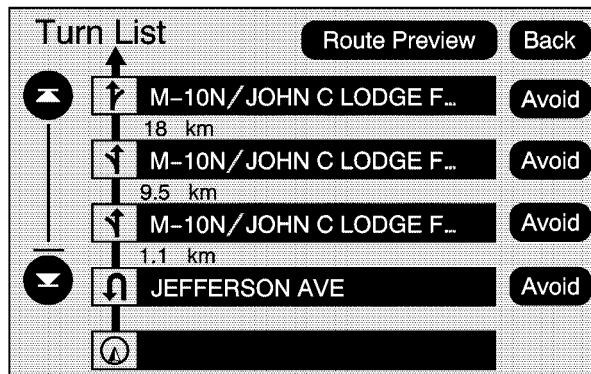 Turn List
Route Preview
Back
M-10N/JOHN C LODGE F...
Avoid
18 km
M-10N/JOHN C LODGE F...
Avoid
9.5 km
M-10N/JOHN C LODGE F...
Avoid
1.1 km
JEFFERSON AVE
Avoid